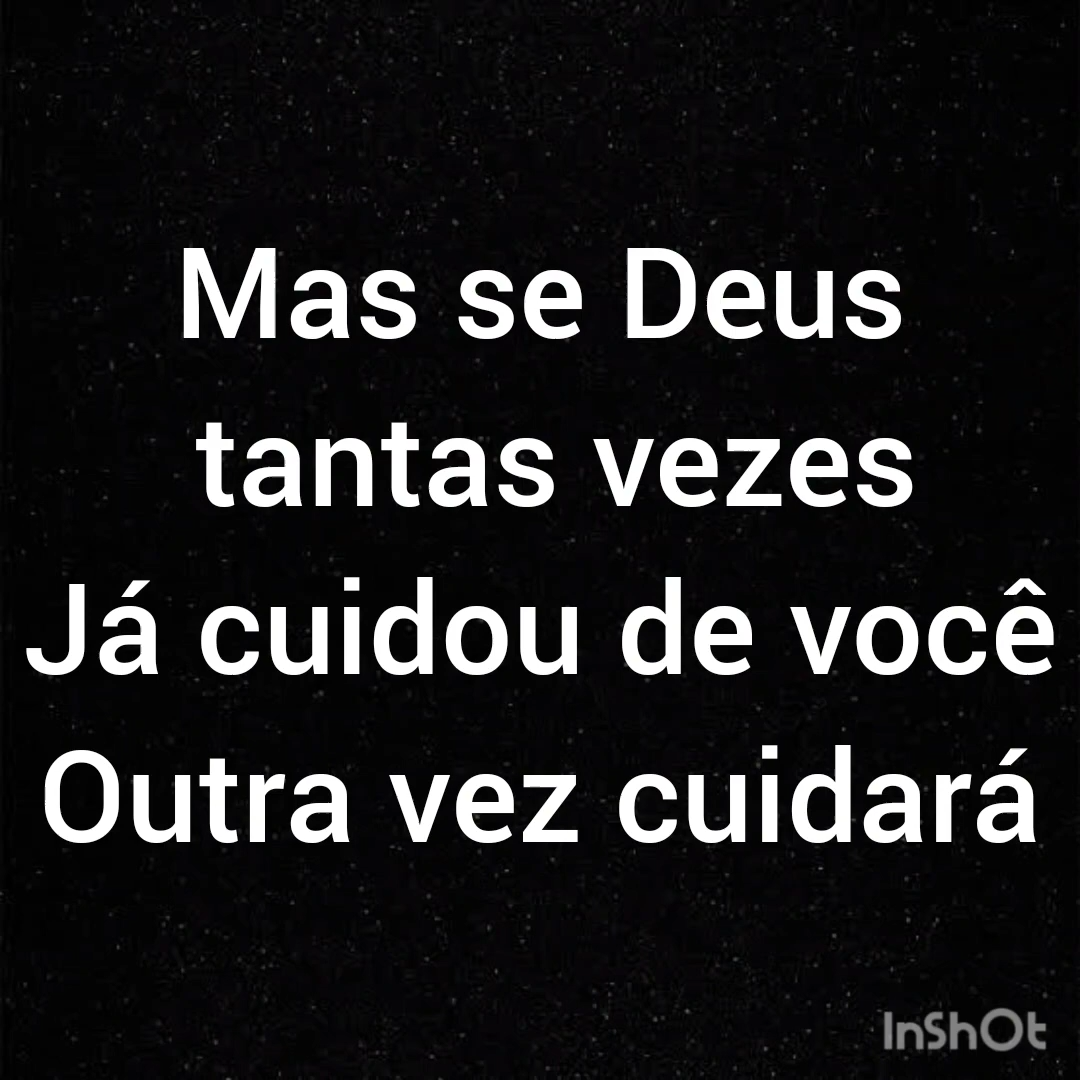 Mas se Deus
tantas vezes
Já cuidou de você
Outra vez cuidará
InShOt